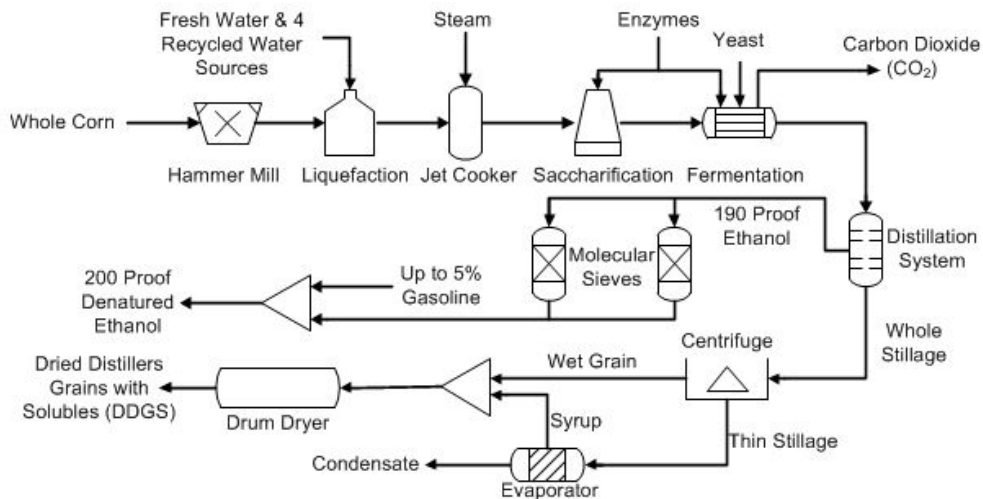 Fresh Water & 4
Recycled Water
Sources
Steam
Enzymes
Yeast
Carbon Dioxide
(CO₂)
Whole Corn
Hammer Mill
Liquefaction
Jet Cooker
Saccharification
Fermentation
190 Proof
Ethanol
Distillation
System
Molecular
Sieves
Up to 5%
Gasoline
200 Proof
Denatured
Ethanol
Whole
Stillage
Centrifuge
Wet Grain
Dried Distillers
Grains with
Solubles (DDGS)
Drum Dryer
Syrup
Thin Stillage
Condensate
Evaporator